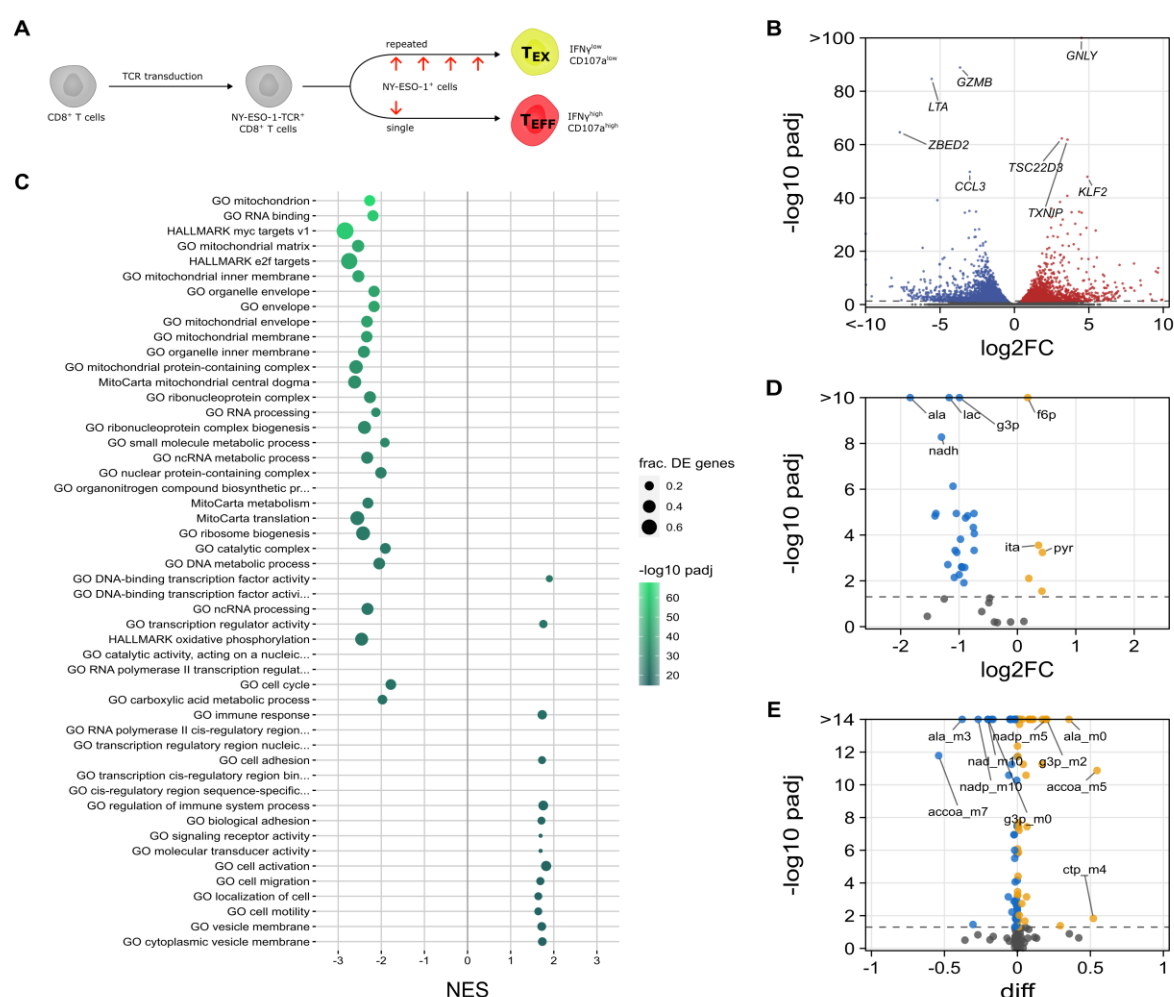 A
TCR transduction
CD8⁺ T cells
NY-ESO-1-TCR⁺
CD8⁺ T cells
repeated
NY-ESO-1⁺ cells
single
TEX
IFNγlow
CD107alow
TEFF
IFNγhigh
CD107ahigh
B
-log10 padj
>100
80
60
40
20
0
GNLY
GZMB
LTA
ZBED2
TSC22D3
CCL3
KLF2
TXNIP
<-10
-5
0
5
10
log2FC
C
GO mitochondrion
GO RNA binding
HALLMARK myc targets v1
GO mitochondrial matrix
HALLMARK e2f targets
GO mitochondrial inner membrane
GO organelle envelope
GO envelope
GO mitochondrial envelope
GO mitochondrial membrane
GO organelle inner membrane
GO mitochondrial protein-containing complex
MitoCarta mitochondrial central dogma
GO ribonucleoprotein complex
GO RNA processing
GO ribonucleoprotein complex biogenesis
GO small molecule metabolic process
GO ncRNA metabolic process
GO nuclear protein-containing complex
GO organonitrogen compound biosynthetic pr...
MitoCarta metabolism
MitoCarta translation
GO ribosome biogenesis
GO catalytic complex
GO DNA metabolic process
GO DNA-binding transcription factor activity
GO DNA-binding transcription factor activi...
GO ncRNA processing
GO transcription regulator activity
HALLMARK oxidative phosphorylation
GO catalytic activity, acting on a nucleic...
GO RNA polymerase II transcription regulat...
GO cell cycle
GO carboxylic acid metabolic process
GO immune response
GO RNA polymerase II cis-regulatory region...
GO transcription regulatory region nucleic...
GO cell adhesion
GO transcription cis-regulatory region bin...
GO cis-regulatory region sequence-specific...
GO regulation of immune system process
GO biological adhesion
GO signaling receptor activity
GO molecular transducer activity
GO cell activation
GO cell migration
GO localization of cell
GO cell motility
GO vesicle membrane
GO cytoplasmic vesicle membrane
-3
-2
-1
0
1
2
3
NES
frac. DE genes
0.2
0.4
0.6
-log10 padj
60
50
40
30
20
D
-log10 padj
>10
8
6
4
2
0
ala
lac
g3p
f6p
nadh
ita
pyr
-2
-1
0
1
2
log2FC
E
-log10 padj
>14
12
10
8
6
4
2
0
ala_m3
nadp_m5
ala_m0
nad_m10
g3p_m2
nadp_m10
accoa_m5
accoa_m7
g3p_m0
ctp_m4
-1
-0.5
0
0.5
1
diff